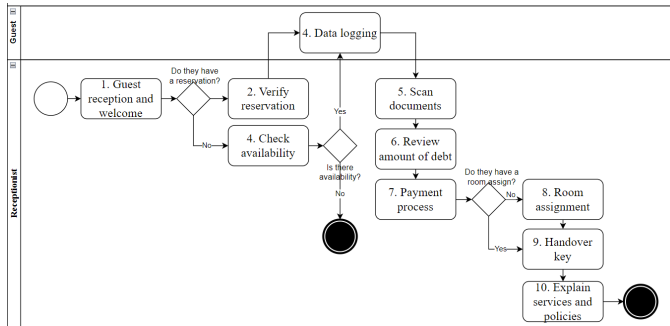 Guest
4. Data logging
Receptionist
1. Guest
reception and
welcome
Do they have
a reservation?
2. Verify
reservation
No
4. Check
availability
Yes
Is there
availability?
No
5. Scan
documents
6. Review
amount of debt
7. Payment
process
Do they have a
room assign?
No
8. Room
assignment
Yes
9. Handover
key
10. Explain
services and
policies